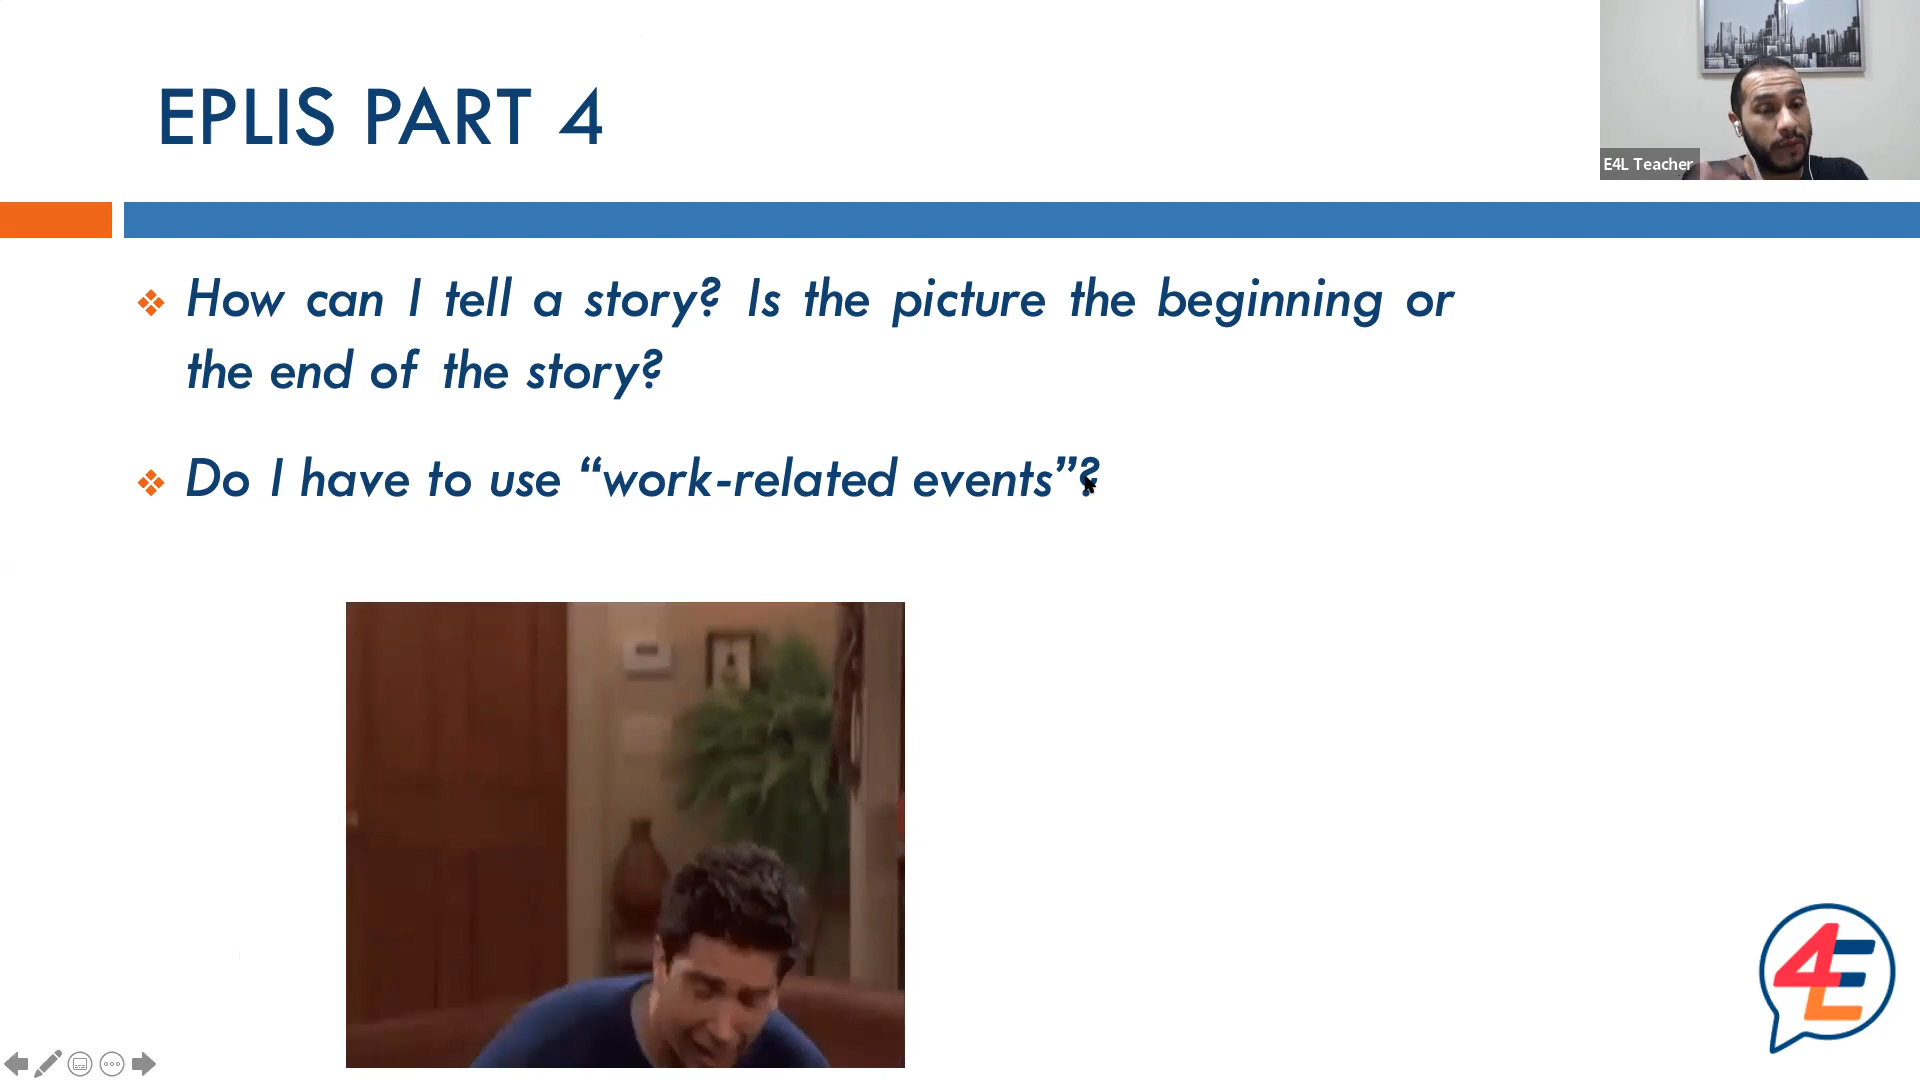 EPLIS PART 4
E4L Teacher
How can I tell a story? Is the picture the beginning or
the end of the story?
Do I have to use “work-related events”?
4E